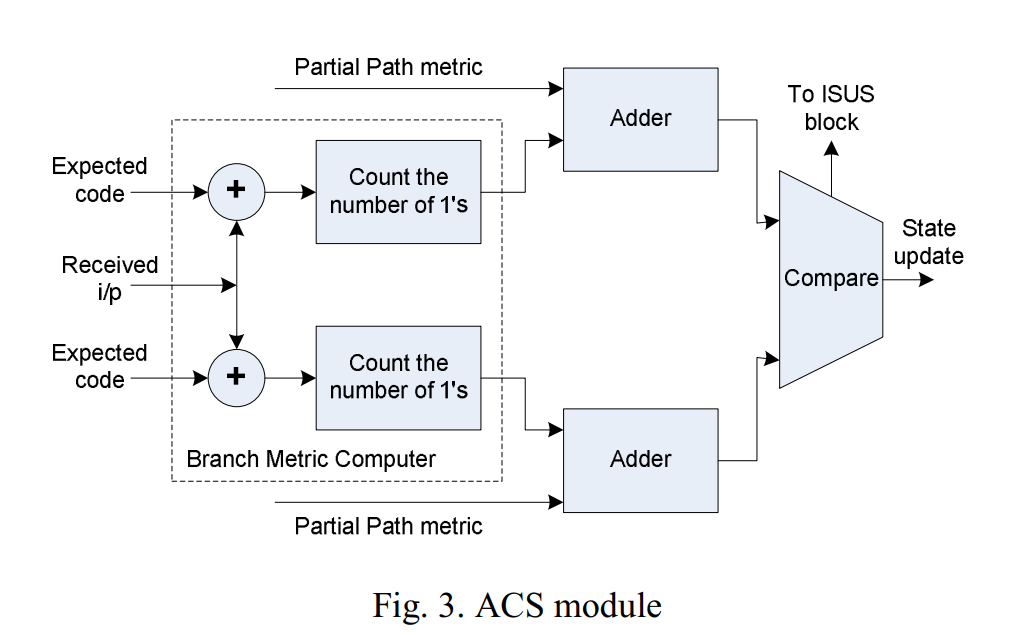 Partial Path metric
Adder
To ISUS
block
Expected
code
+
Count the
number of 1's
State
update
Received
i/p
Compare
Expected
code
+
Count the
number of 1's
Branch Metric Computer
Adder
Partial Path metric
Fig. 3. ACS module